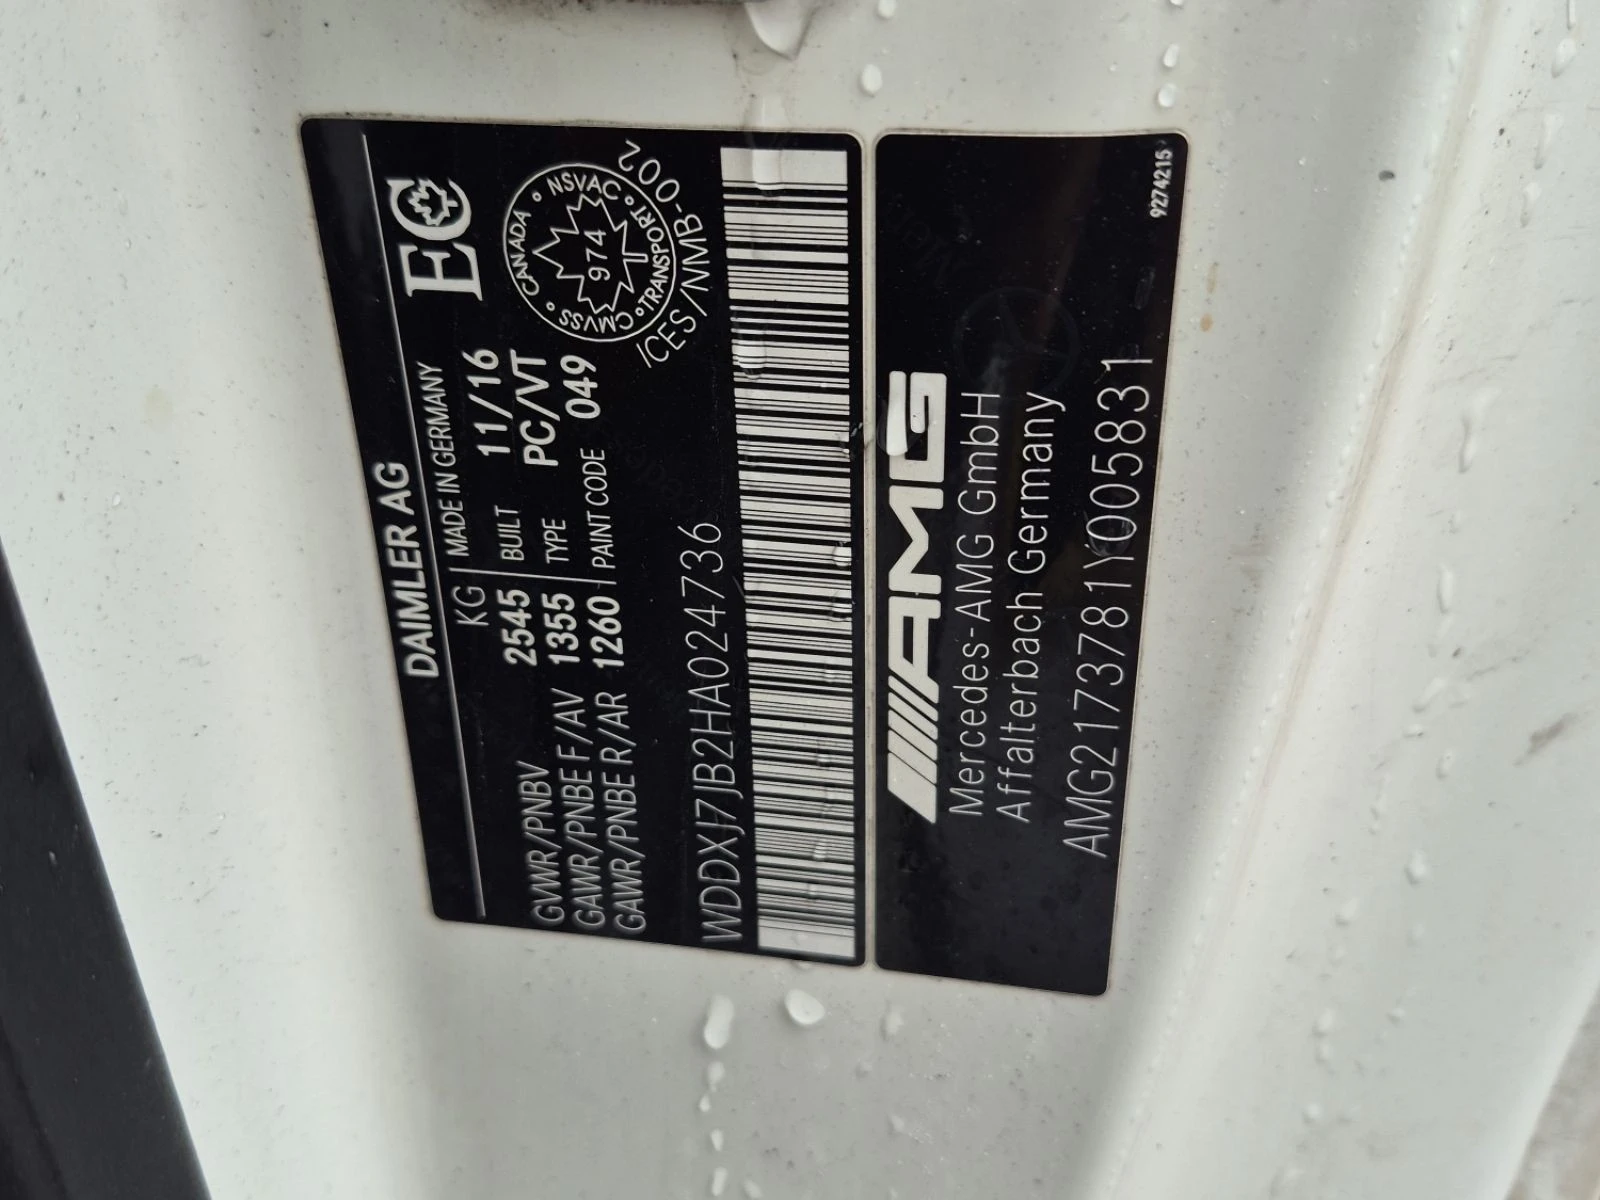 DAIMLER AG
KG
MADE IN GERMANY
EC
GVWR/PNBV 2545 BUILT 11/16
GAWR/PNBE F/AV 1355 TYPE PC/VT
GAWR/PNBE R/AR 1260 PAINT CODE 049
CANADA • NSVAC • TRANSPORT • CMVSS •
974
ICES/NMB-002
WDDXJ7JB2HA024736
AMG
Mercedes-AMG GmbH
Affalterbach Germany
AMG2173781Y005831
9274215